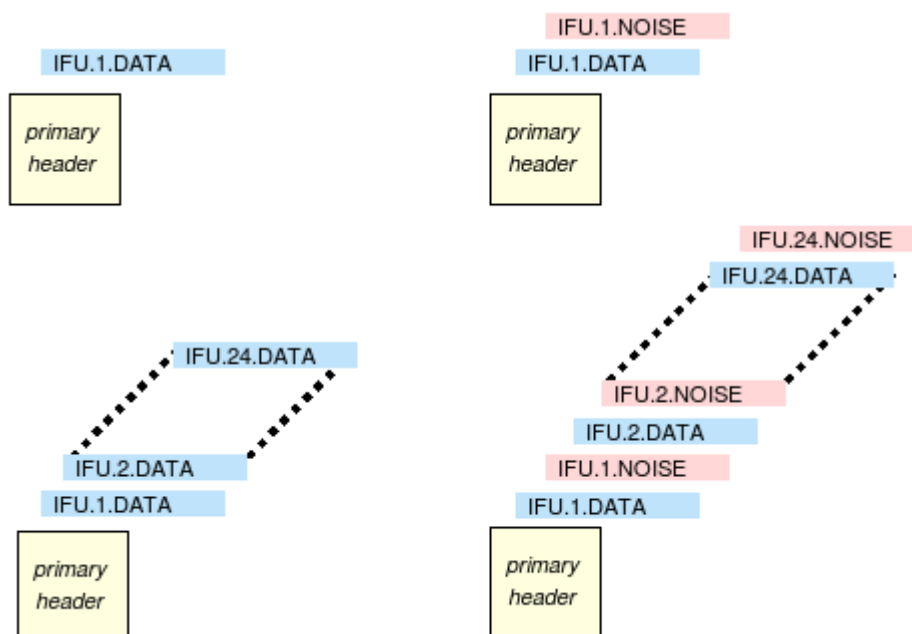 IFU.1.DATA
primary
header
IFU.1.NOISE
IFU.1.DATA
primary
header
IFU.24.DATA
IFU.2.DATA
IFU.1.DATA
primary
header
IFU.24.NOISE
IFU.24.DATA
IFU.2.NOISE
IFU.2.DATA
IFU.1.NOISE
IFU.1.DATA
primary
header